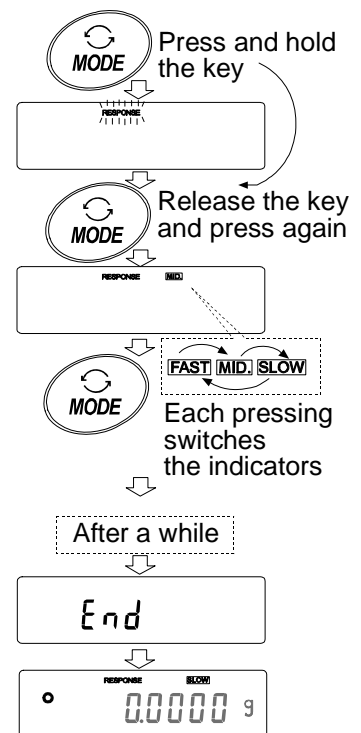 MODE
Press and hold
the key
RESPONSE
MODE
Release the key
and press again
RESPONSE MID.
FAST MID. SLOW
MODE
Each pressing
switches
the indicators
After a while
End
RESPONSE SLOW
0.0000 g